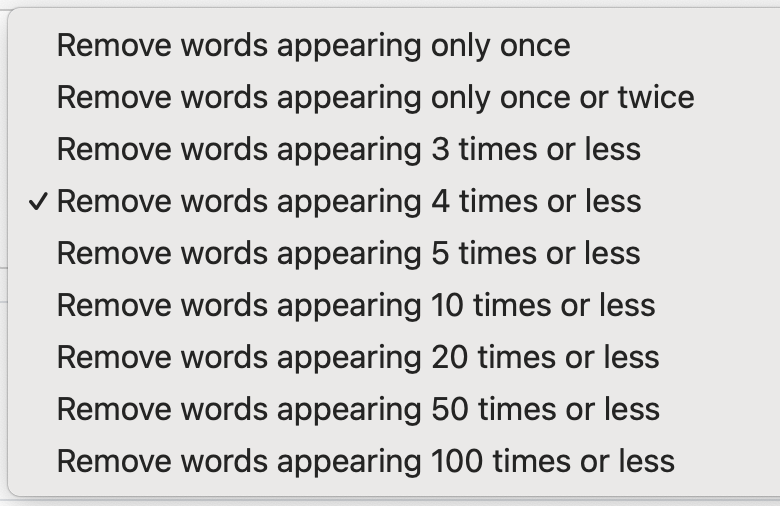 Remove words appearing only once
Remove words appearing only once or twice
Remove words appearing 3 times or less
✓ Remove words appearing 4 times or less
Remove words appearing 5 times or less
Remove words appearing 10 times or less
Remove words appearing 20 times or less
Remove words appearing 50 times or less
Remove words appearing 100 times or less